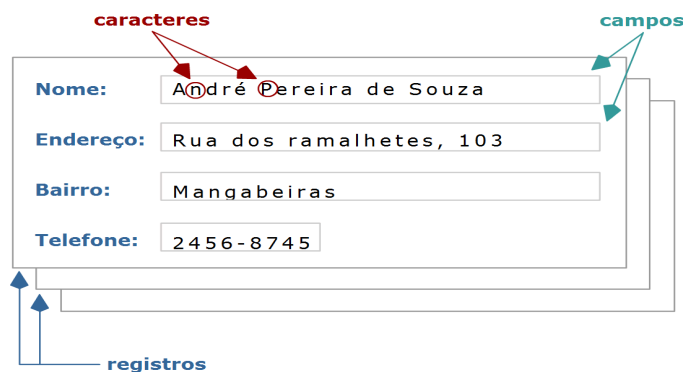 caracteres
campos
Nome: André Pereira de Souza
Endereço: Rua dos ramalhetes, 103
Bairro: Mangabeiras
Telefone: 2456-8745
registros